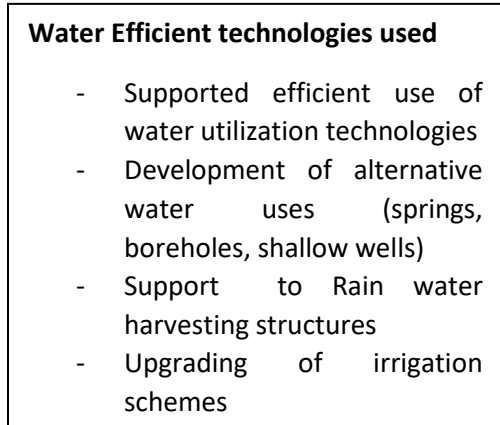 Water Efficient technologies used
- Supported efficient use of
water utilization technologies
- Development of alternative
water uses (springs,
boreholes, shallow wells)
- Support to Rain water
harvesting structures
- Upgrading of irrigation
schemes